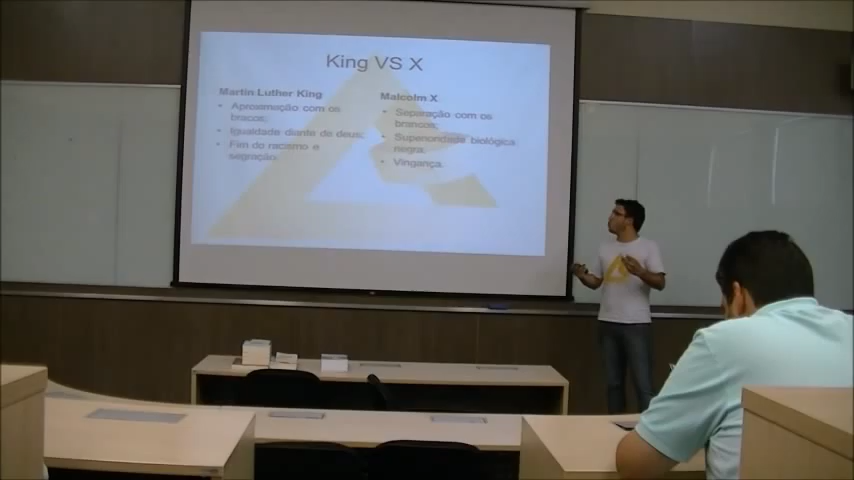 King VS X
Martin Luther King
• Aproximação com os
bracos;
• Igualdade diante de deus;
• Fim do racismo e
segração.
Malcolm X
• Separação com os
brancos;
• Superioridade biológica
negra.
• Vingança.